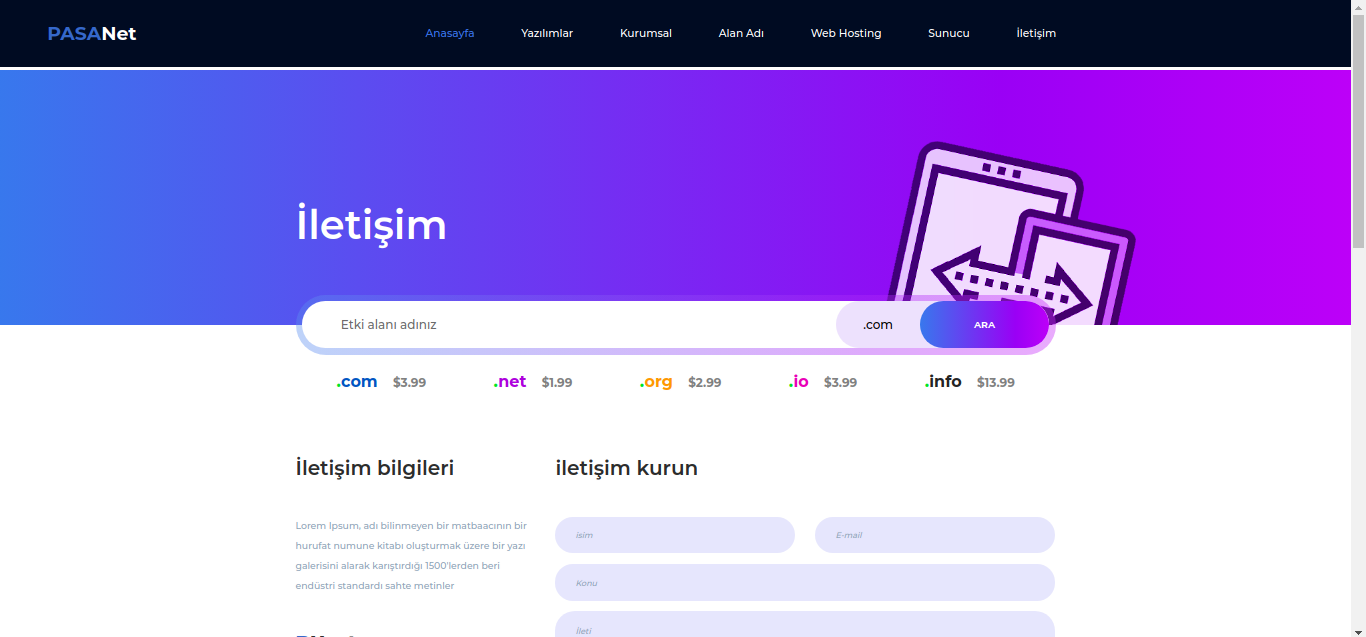 PASANet Anasayfa Yazılımlar Kurumsal Alan Adı Web Hosting Sunucu İletişim
İletişim
Etki alanı adınız .com ARA
.com $3.99 .net $1.99 .org $2.99 .io $3.99 .info $13.99
İletişim bilgileri
Lorem Ipsum, adı bilinmeyen bir matbaacının bir
hurufat numune kitabı oluşturmak üzere bir yazı
galerisini alarak karıştırdığı 1500'lerden beri
endüstri standardı sahte metinler
iletişim kurun
isim E-mail
Konu
İleti